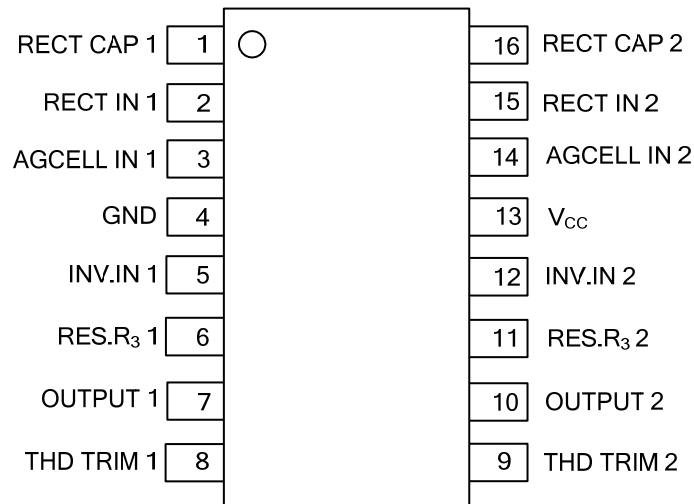 RECT CAP 1 1 16 RECT CAP 2
RECT IN 1 2 15 RECT IN 2
AGCELL IN 1 3 14 AGCELL IN 2
GND 4 13 V<sub>CC</sub>
INV.IN 1 5 12 INV.IN 2
RES.R₃ 1 6 11 RES.R₃ 2
OUTPUT 1 7 10 OUTPUT 2
THD TRIM 1 8 9 THD TRIM 2